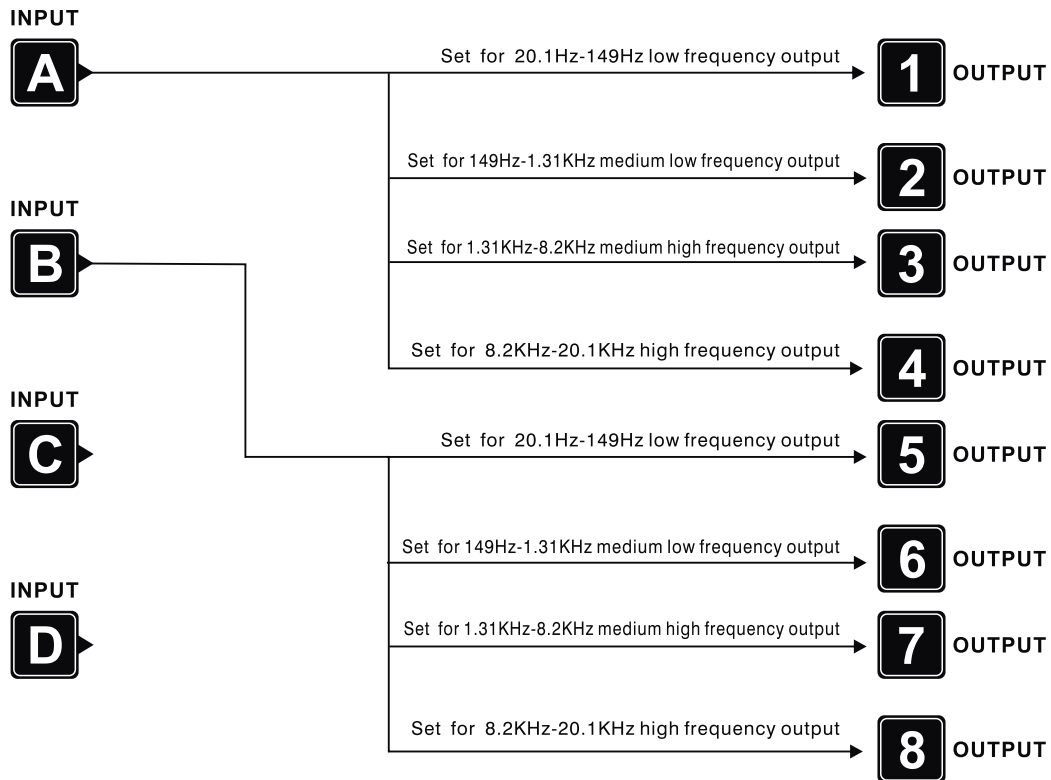 INPUT
A
Set for 20.1Hz-149Hz low frequency output
1 OUTPUT
Set for 149Hz-1.31KHz medium low frequency output
2 OUTPUT
INPUT
B
Set for 1.31KHz-8.2KHz medium high frequency output
3 OUTPUT
Set for 8.2KHz-20.1KHz high frequency output
4 OUTPUT
INPUT
C
Set for 20.1Hz-149Hz low frequency output
5 OUTPUT
Set for 149Hz-1.31KHz medium low frequency output
6 OUTPUT
INPUT
D
Set for 1.31KHz-8.2KHz medium high frequency output
7 OUTPUT
Set for 8.2KHz-20.1KHz high frequency output
8 OUTPUT